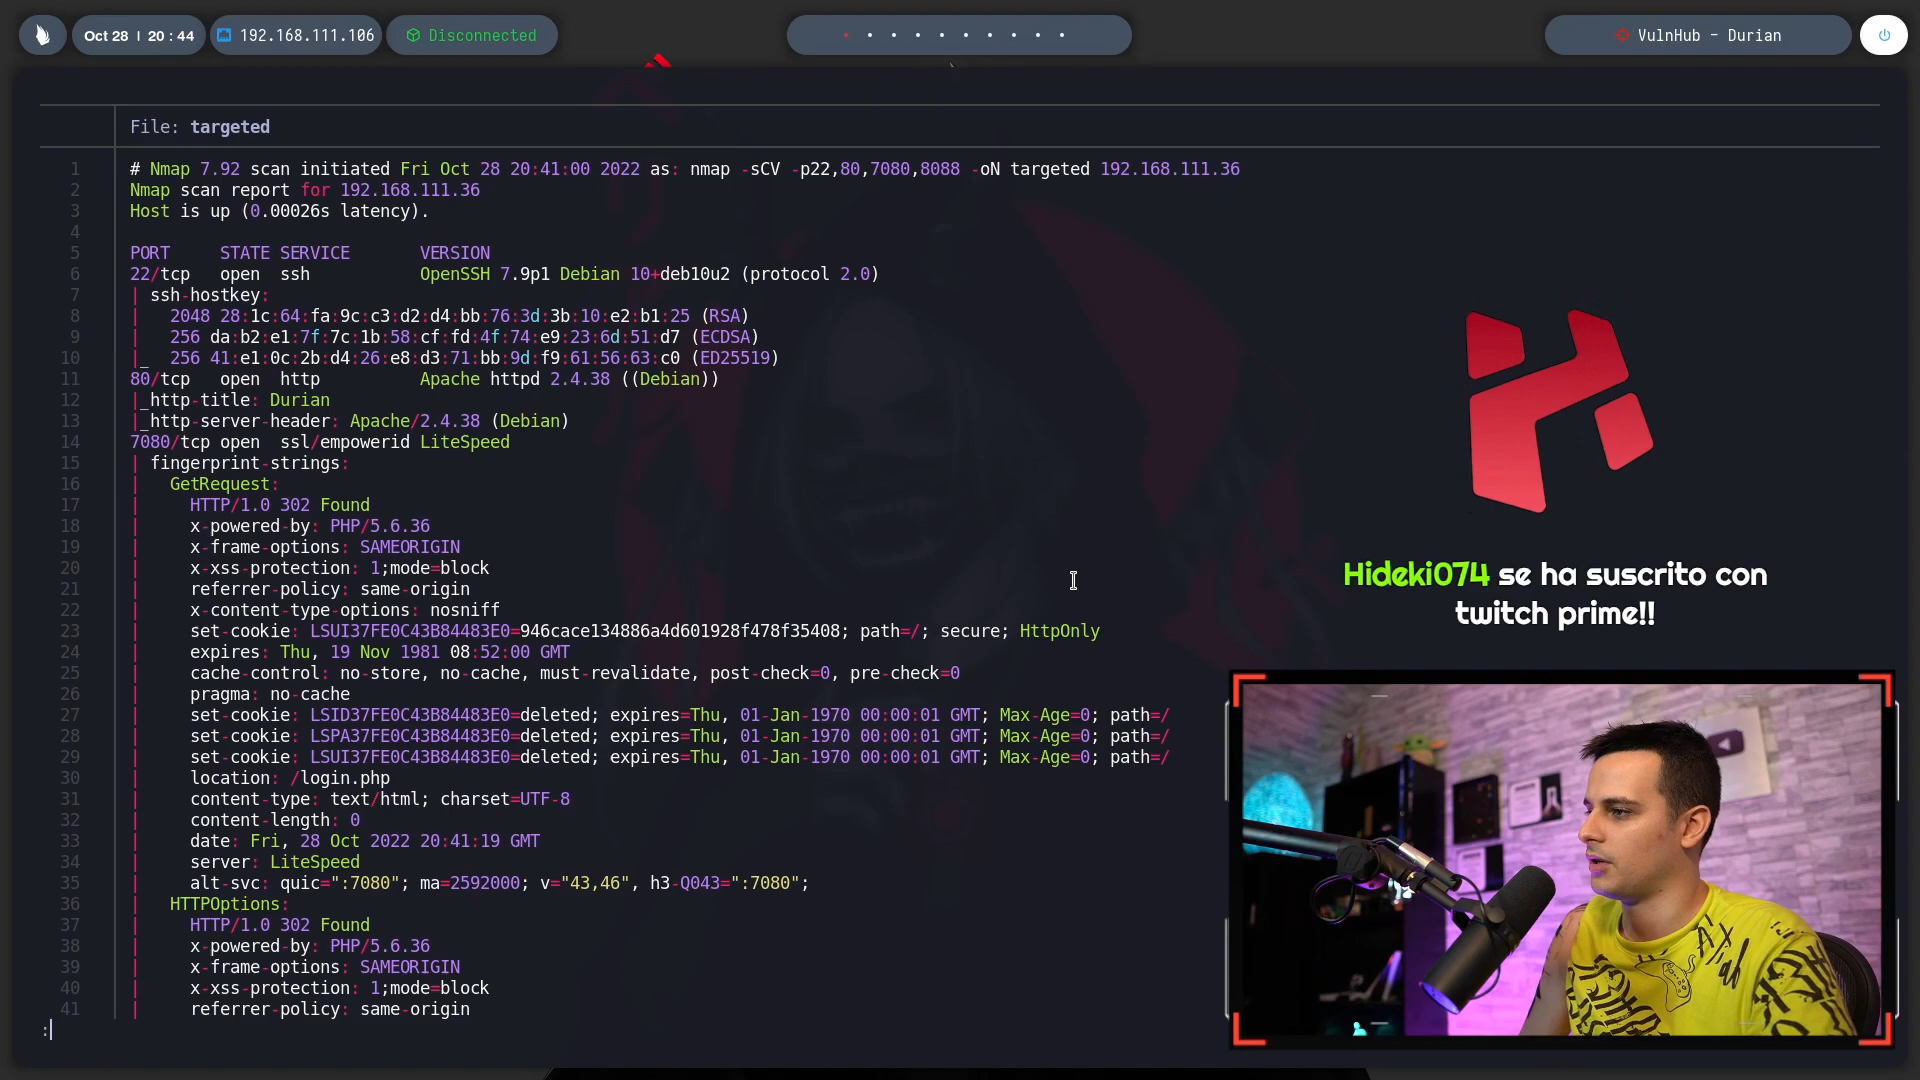 Oct 28 | 20 : 44
192.168.111.106
Disconnected
VulnHub - Durian
File: targeted
1 # Nmap 7.92 scan initiated Fri Oct 28 20:41:00 2022 as: nmap -sCV -p22,80,7080,8088 -oN targeted 192.168.111.36
2 Nmap scan report for 192.168.111.36
3 Host is up (0.00026s latency).
4
5 PORT     STATE SERVICE       VERSION
6 22/tcp   open  ssh           OpenSSH 7.9p1 Debian 10+deb10u2 (protocol 2.0)
7 | ssh-hostkey:
8 |   2048 28:1c:64:fa:9c:c3:d2:d4:bb:76:3d:3b:10:e2:b1:25 (RSA)
9 |   256 da:b2:e1:7f:7c:1b:58:cf:fd:4f:74:e9:23:6d:51:d7 (ECDSA)
10 |_  256 41:e1:0c:2b:d4:26:e8:d3:71:bb:9d:f9:61:56:63:c0 (ED25519)
11 80/tcp   open  http          Apache httpd 2.4.38 ((Debian))
12 |_http-title: Durian
13 |_http-server-header: Apache/2.4.38 (Debian)
14 7080/tcp open  ssl/empowerid LiteSpeed
15 | fingerprint-strings:
16 |   GetRequest:
17 |     HTTP/1.0 302 Found
18 |     x-powered-by: PHP/5.6.36
19 |     x-frame-options: SAMEORIGIN
20 |     x-xss-protection: 1;mode=block
21 |     referrer-policy: same-origin
22 |     x-content-type-options: nosniff
23 |     set-cookie: LSUI37FE0C43B84483E0=946cace134886a4d601928f478f35408; path=/; secure; HttpOnly
24 |     expires: Thu, 19 Nov 1981 08:52:00 GMT
25 |     cache-control: no-store, no-cache, must-revalidate, post-check=0, pre-check=0
26 |     pragma: no-cache
27 |     set-cookie: LSID37FE0C43B84483E0=deleted; expires=Thu, 01-Jan-1970 00:00:01 GMT; Max-Age=0; path=/
28 |     set-cookie: LSPA37FE0C43B84483E0=deleted; expires=Thu, 01-Jan-1970 00:00:01 GMT; Max-Age=0; path=/
29 |     set-cookie: LSUI37FE0C43B84483E0=deleted; expires=Thu, 01-Jan-1970 00:00:01 GMT; Max-Age=0; path=/
30 |     location: /login.php
31 |     content-type: text/html; charset=UTF-8
32 |     content-length: 0
33 |     date: Fri, 28 Oct 2022 20:41:19 GMT
34 |     server: LiteSpeed
35 |     alt-svc: quic=":7080"; ma=2592000; v="43,46", h3-Q043=":7080";
36 |   HTTPOptions:
37 |     HTTP/1.0 302 Found
38 |     x-powered-by: PHP/5.6.36
39 |     x-frame-options: SAMEORIGIN
40 |     x-xss-protection: 1;mode=block
41 |     referrer-policy: same-origin
:
Hideki074 se ha suscrito con
twitch prime!!